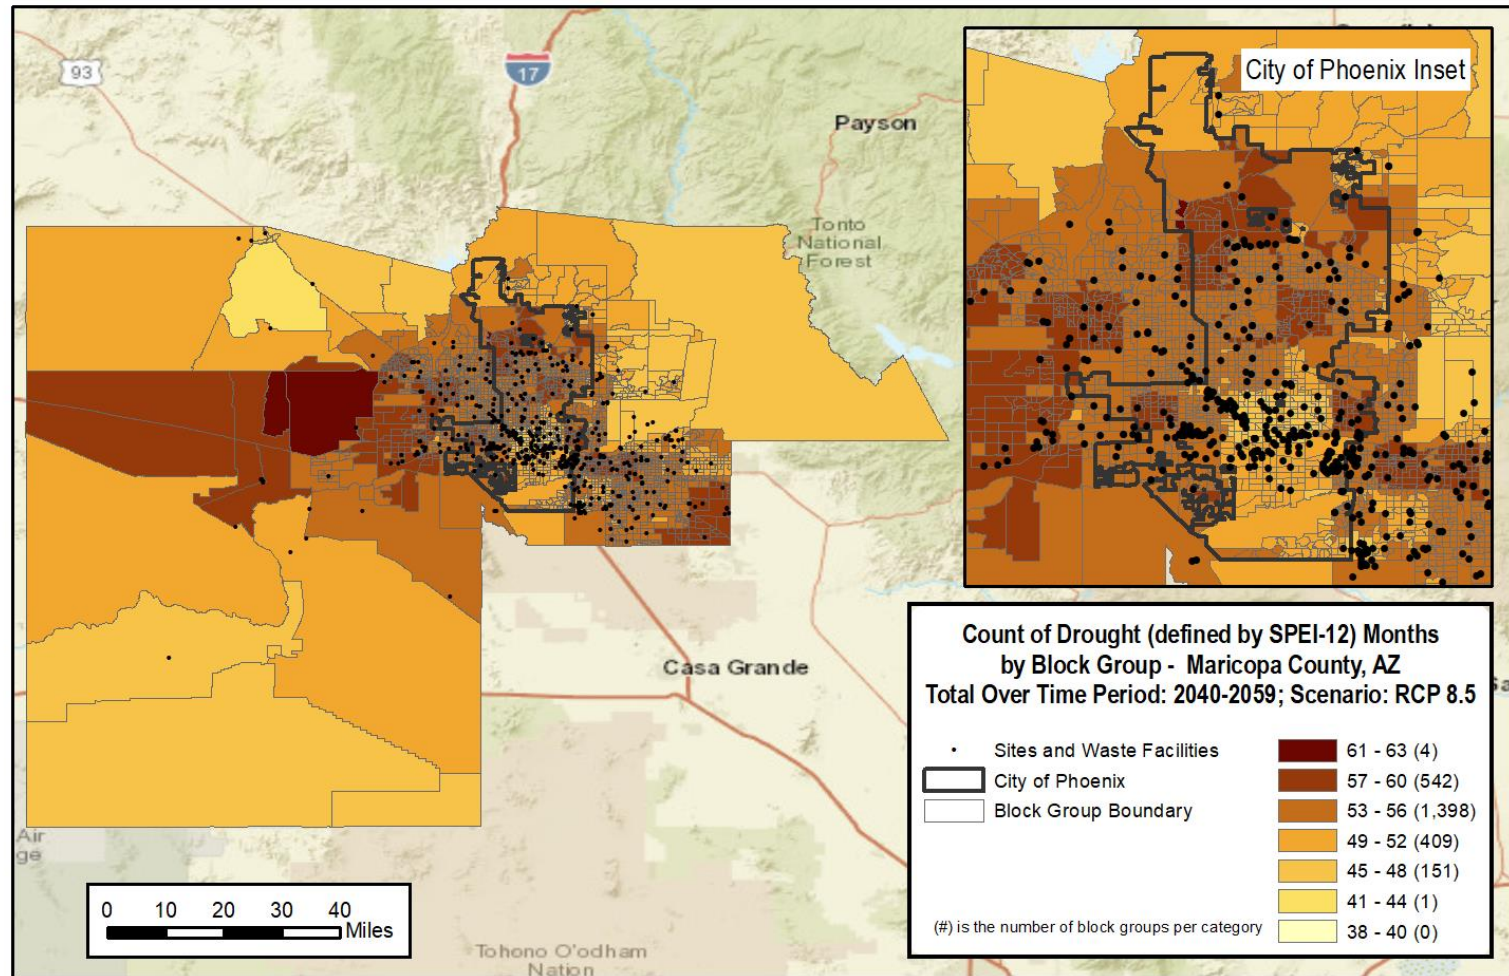 93
17
Payson
Tonto
National
Forest
City of Phoenix Inset
Casa Grande
Air
ge
Tohono O'odham
Nation
0 10 20 30 40
Miles
Count of Drought (defined by SPEI-12) Months
by Block Group - Maricopa County, AZ
Total Over Time Period: 2040-2059; Scenario: RCP 8.5
Sites and Waste Facilities
City of Phoenix
Block Group Boundary
(#) is the number of block groups per category
61 - 63 (4)
57 - 60 (542)
53 - 56 (1,398)
49 - 52 (409)
45 - 48 (151)
41 - 44 (1)
38 - 40 (0)
Sa